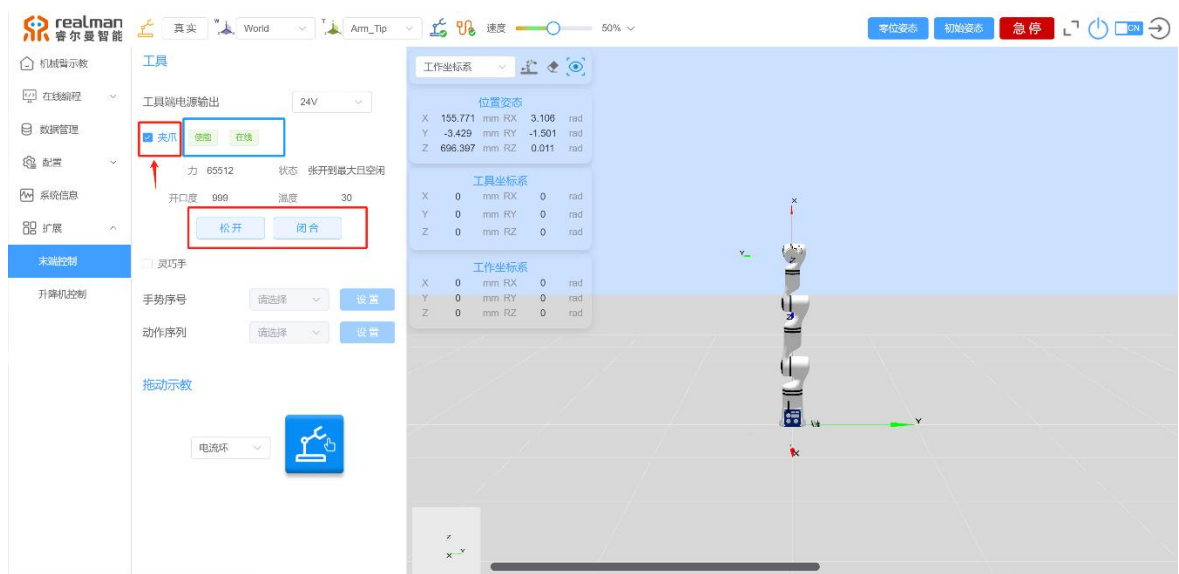 realman
睿尔曼智能
真实
W
World
T
Arm_Tip
速度
50%
零位姿态
初始姿态
急停
CN
机械臂示教
在线编程
数据管理
配置
系统信息
扩展
末端控制
升降机控制
工具
工具端电源输出 24V
夹爪 使能 在线
力 65512 状态 张开到最大且空闲
开口度 999 温度 30
松开 闭合
灵巧手
手势序号 请选择 设置
动作序列 请选择 设置
拖动示教
电流环
工作坐标系
位置姿态
X 155.771 mm RX 3.106 rad
Y -3.429 mm RY -1.501 rad
Z 696.397 mm RZ 0.011 rad
工具坐标系
X 0 mm RX 0 rad
Y 0 mm RY 0 rad
Z 0 mm RZ 0 rad
工作坐标系
X 0 mm RX 0 rad
Y 0 mm RY 0 rad
Z 0 mm RZ 0 rad
X
Y
Z
Z
Y
X
Z
X Y